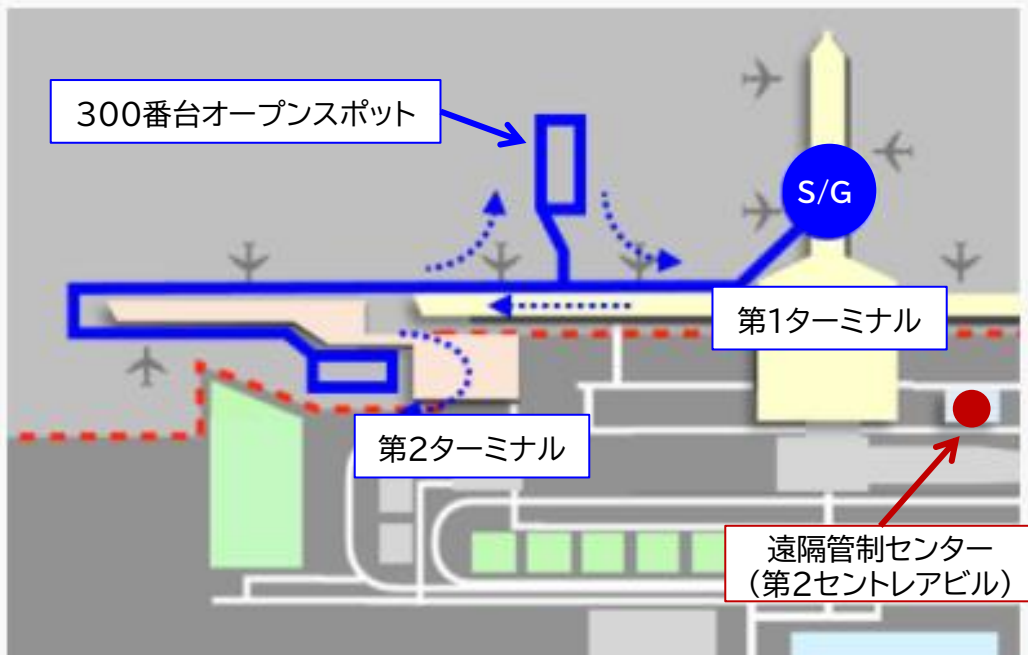 300番台オープンスポット
S/G
第1ターミナル
第2ターミナル
遠隔管制センター
(第2セントレアビル)